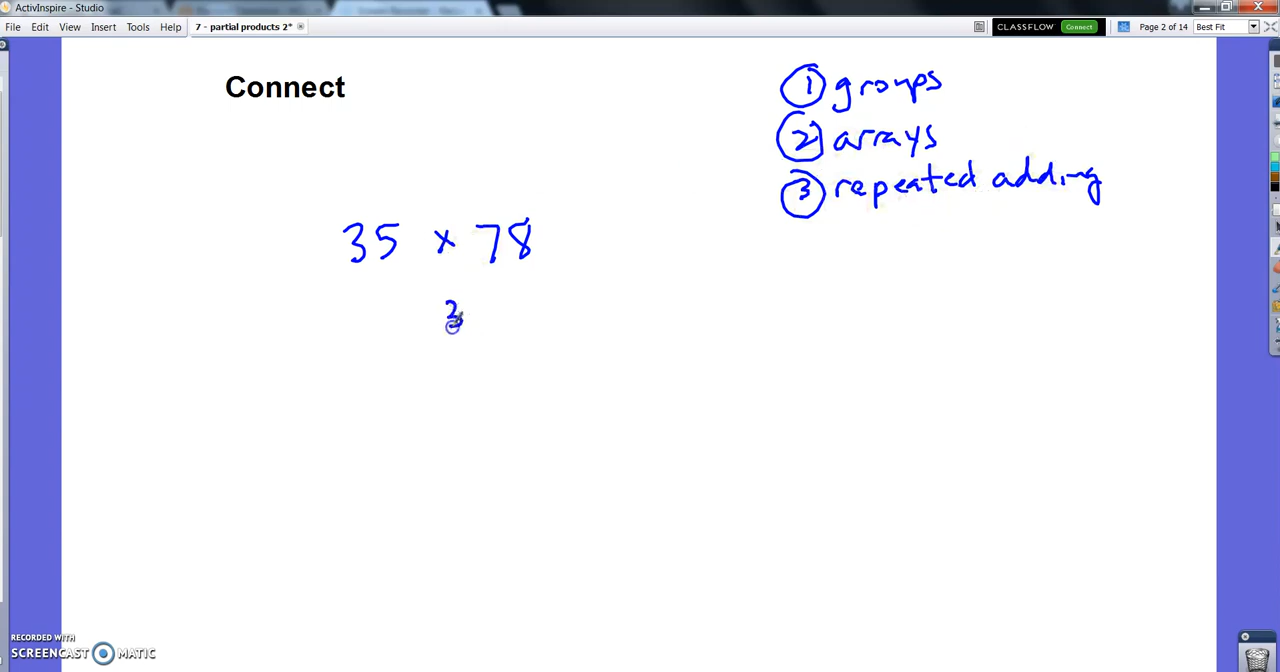 ActivInspire - Studio
File Edit View Insert Tools Help
7 - partial products 2*
CLASSFLOW Connect
Page 2 of 14
Best Fit
Connect
1 groups
2 arrays
3 repeated adding
35 × 78
3
RECORDED WITH
SCREENCAST MATIC